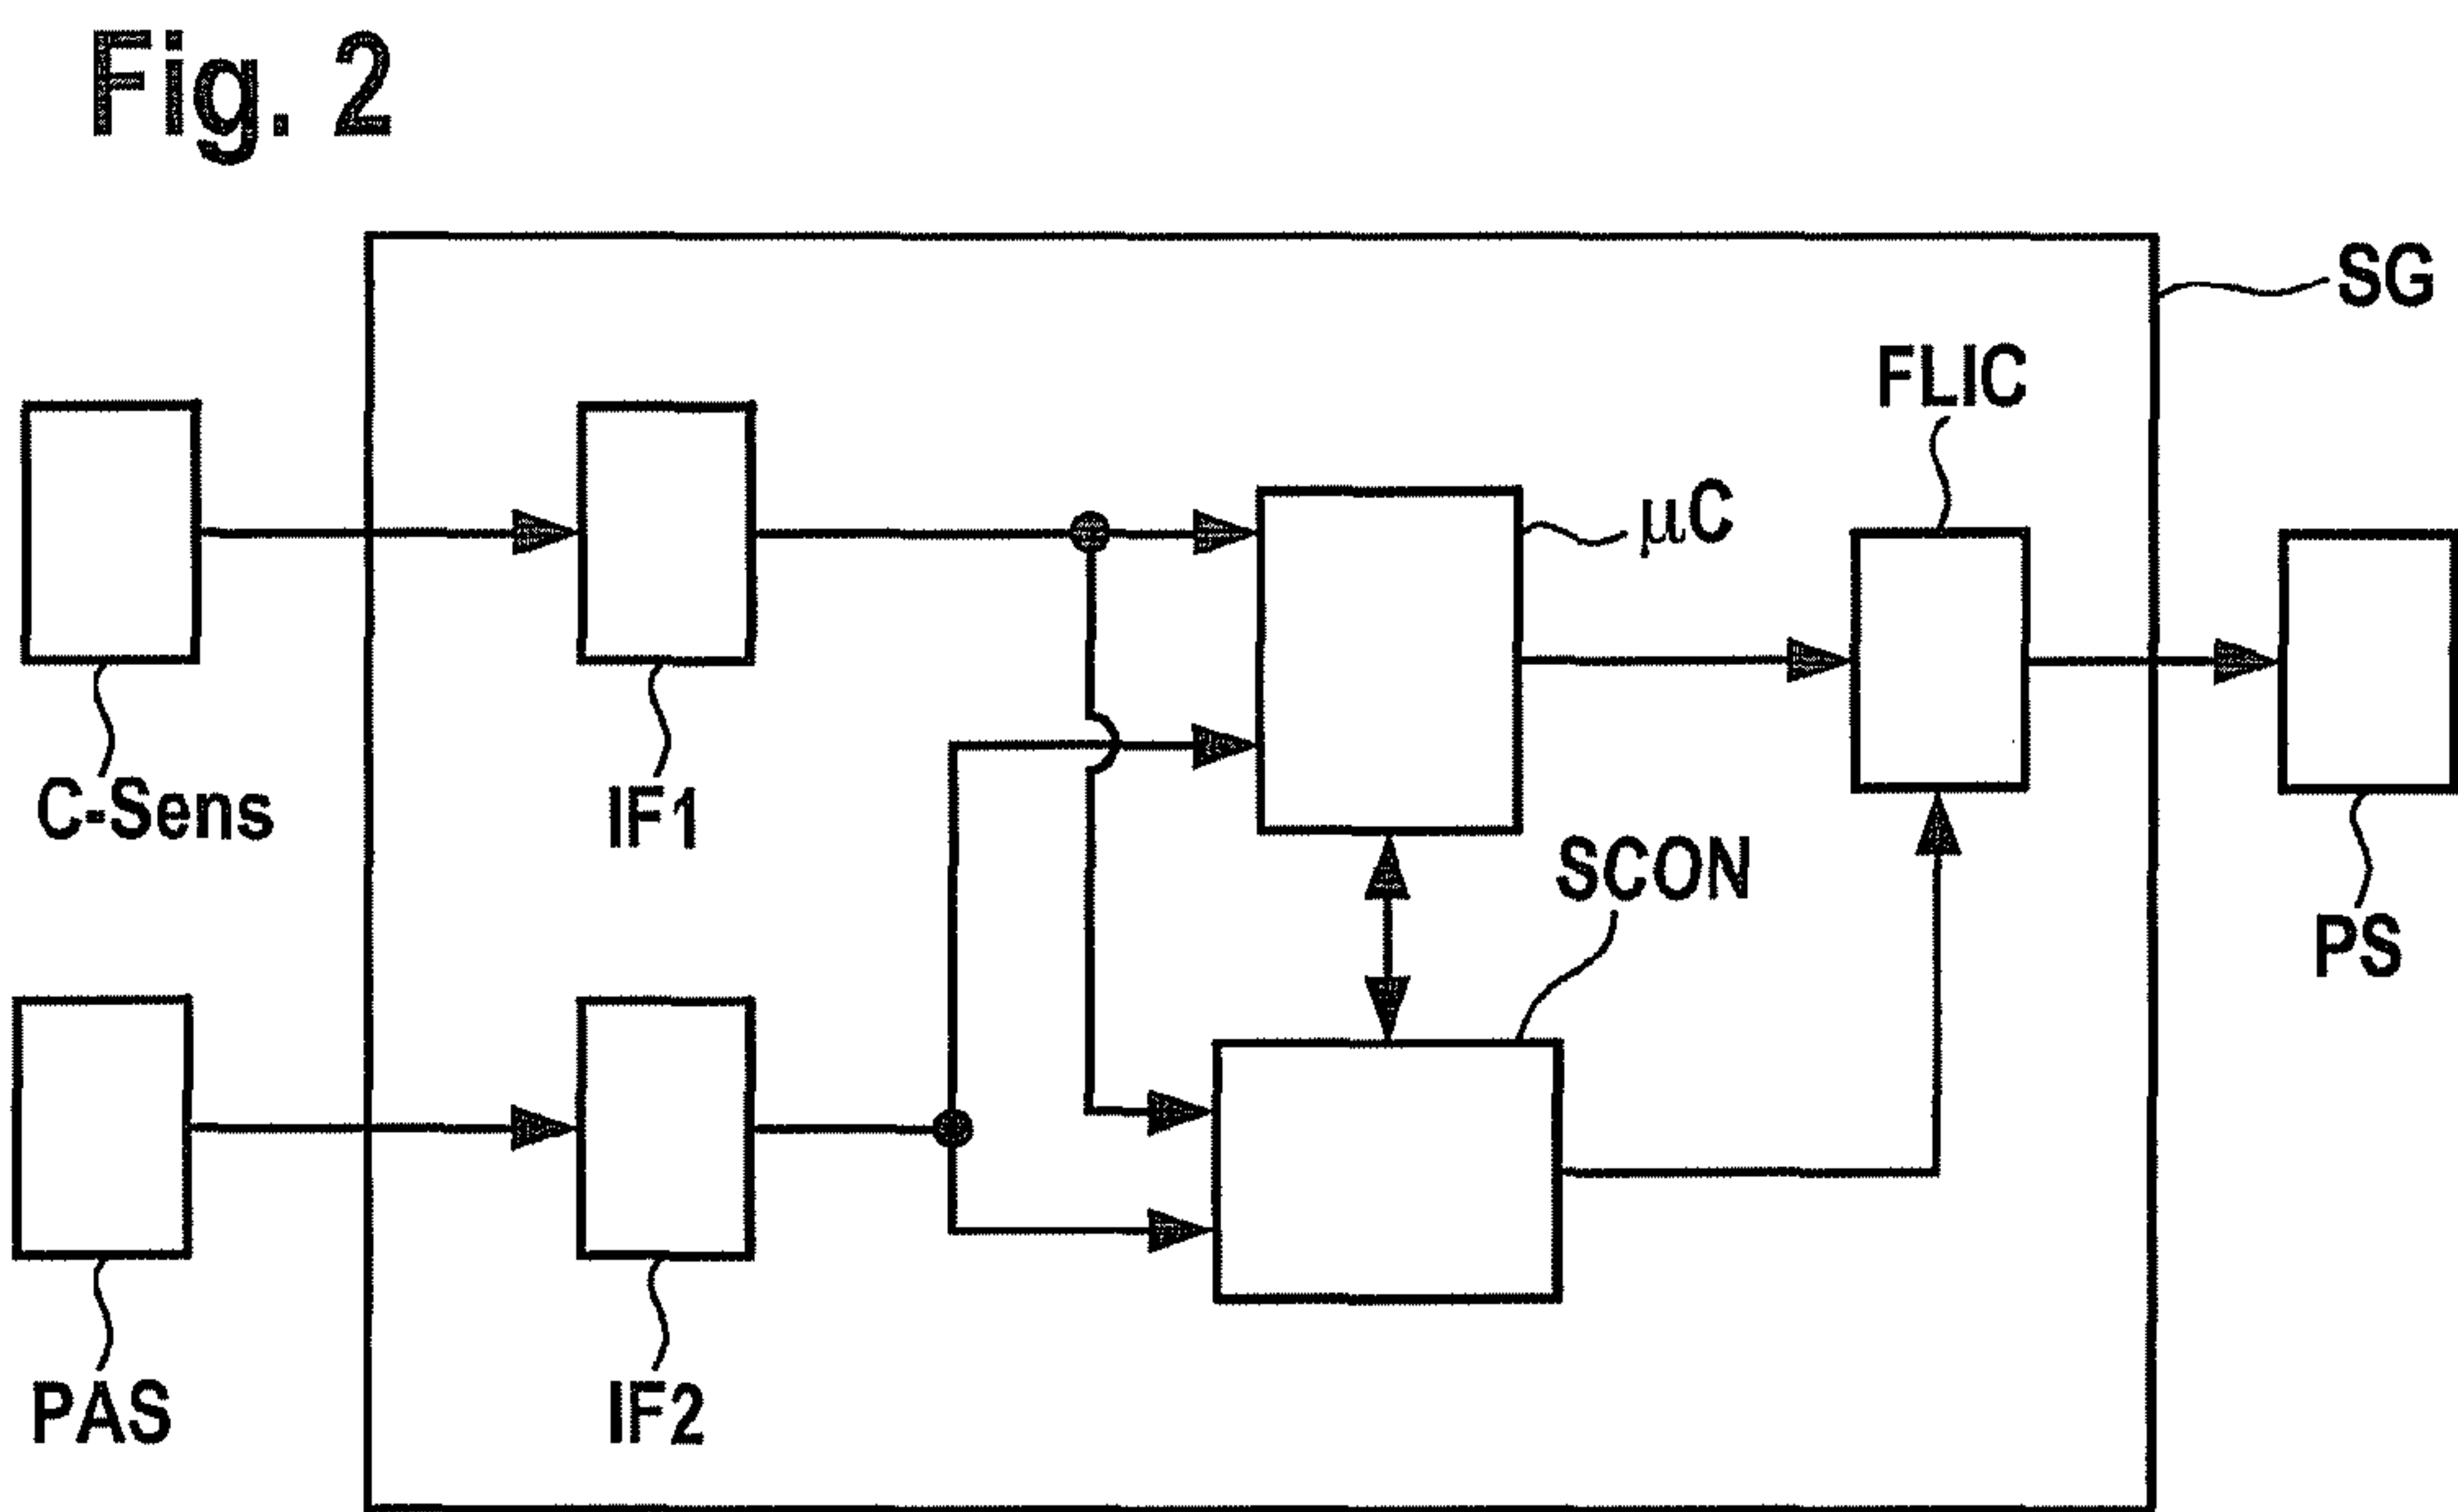 Fig. 2
SG
FLIC
µC
C-Sens
IF1
SCON
PS
PAS
IF2